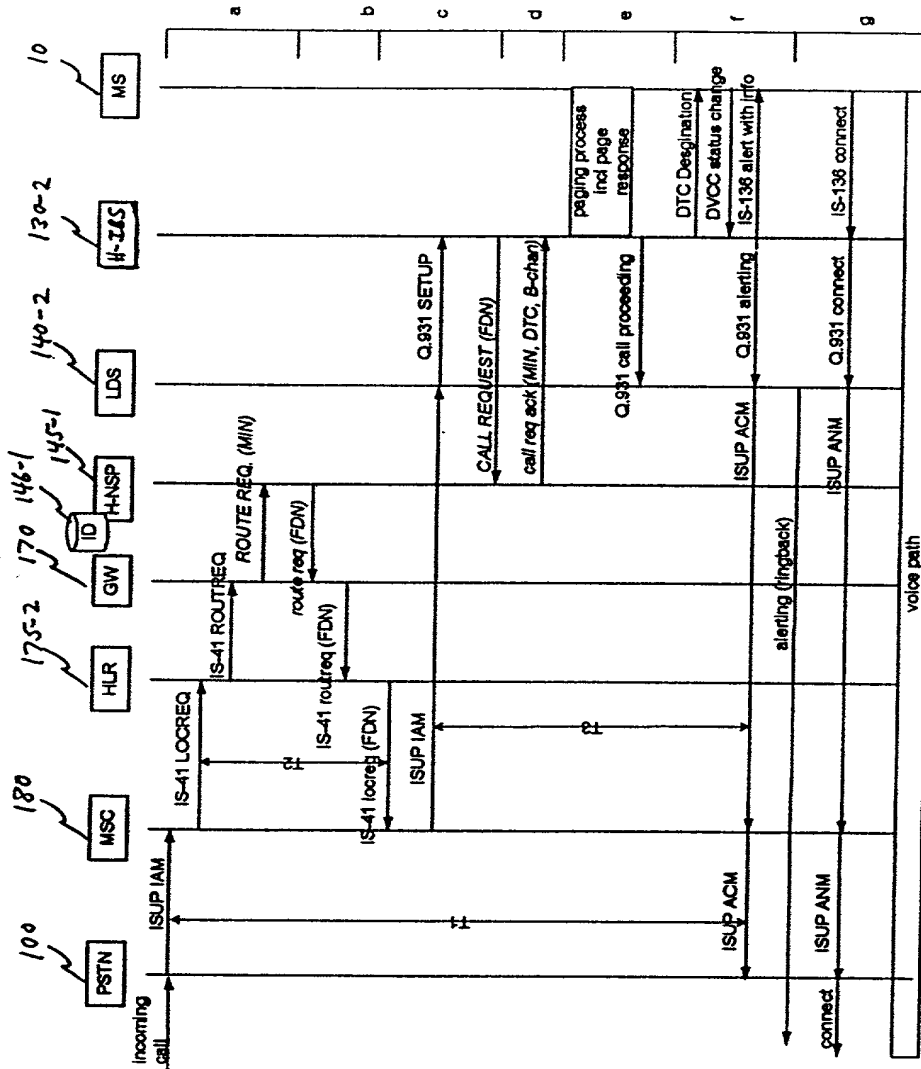 100
180
175-2
170
146-1
145-1
140-2
130-2
10
PSTN
MSC
HLR
GW
ID
H-NSP
LDS
H-IBS
MS
incoming
call
ISUP IAM
IS-41 LOCREQ
IS-41 ROUTREQ
ROUTE REQ. (MIN)
a
route req (FDN)
IS-41 routreq (FDN)
T2
IS-41 locreq (FDN)
b
ISUP IAM
Q.931 SETUP
c
CALL REQUEST (FDN)
call req ack (MIN, DTC, B-chan)
d
paging process
incl page
response
Q.931 call proceeding
e
T1
T3
DTC Desgination
DVCC status change
IS-136 alert with info
Q.931 alerting
ISUP ACM
ISUP ACM
f
alerting (ringback)
IS-136 connect
Q.931 connect
ISUP ANM
ISUP ANM
connect
g
voice path